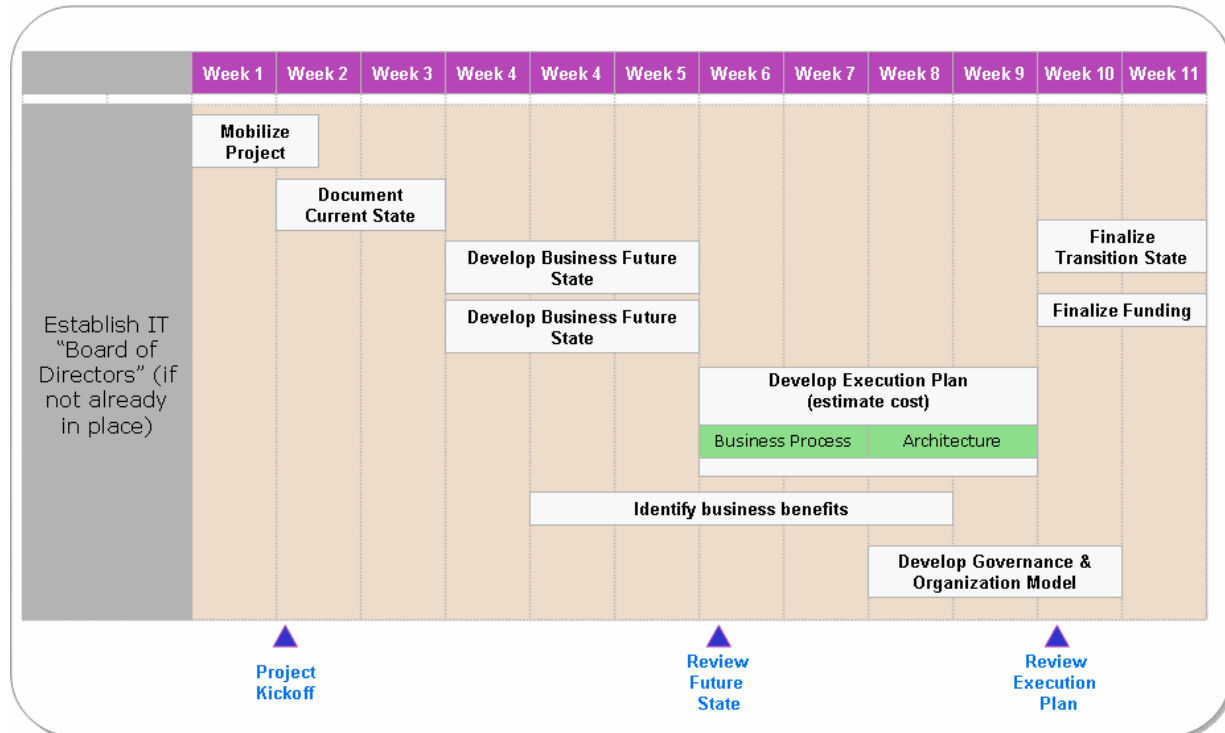 Week 1 Week 2 Week 3 Week 4 Week 4 Week 5 Week 6 Week 7 Week 8 Week 9 Week 10 Week 11
Mobilize
Project
Document
Current State
Develop Business Future
State
Finalize
Transition State
Develop Business Future
State
Finalize Funding
Establish IT
“Board of
Directors” (if
not already
in place)
Develop Execution Plan
(estimate cost)
Business Process
Architecture
Identify business benefits
Develop Governance &
Organization Model
Project
Kickoff
Review
Future
State
Review
Execution
Plan